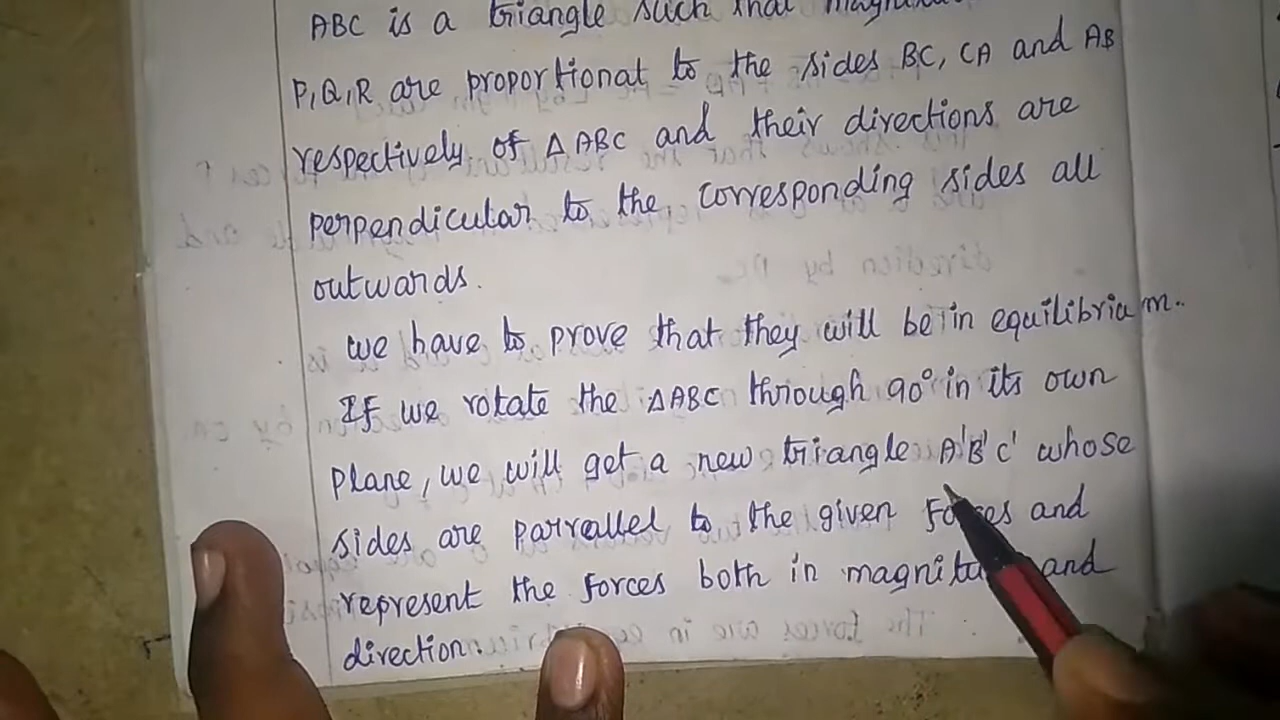 ABC is a triangle such that
P, Q, R are proportionat to the sides BC, CA and AB
respectively of Δ ABC and their directions are
perpendicular to the corresponding sides all
outwards.
we have to prove that they will be in equilibrium.
If we rotate the ΔABC through 90° in its own
plane, we will get a new triangle A'B'C' whose
sides are parrallel to the given forces and
represent the forces both in and
direction.